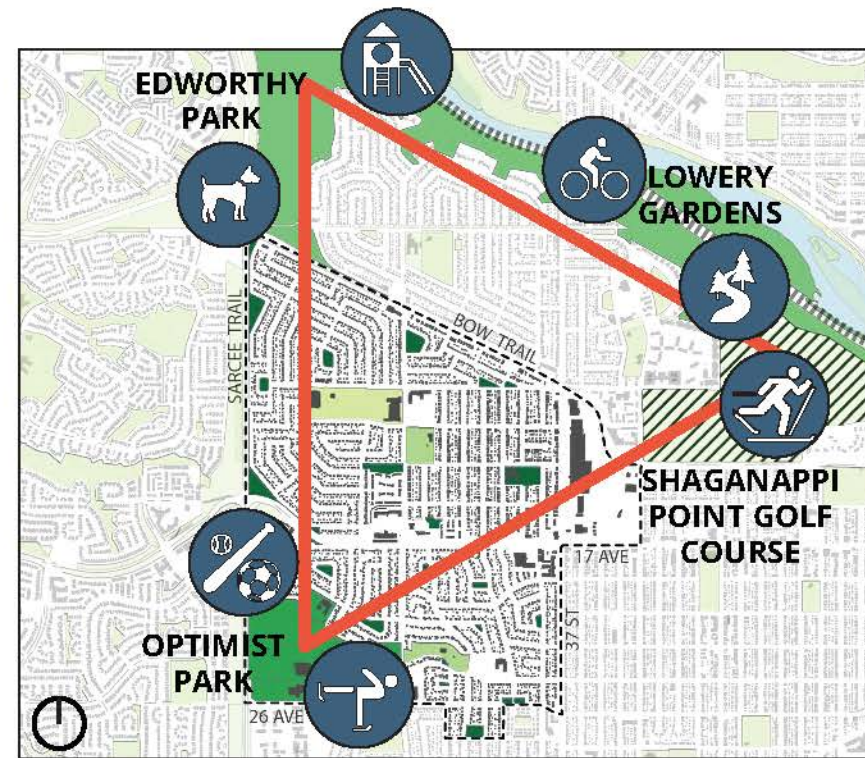 EDWORTHY
PARK
LOWERY
GARDENS
SARCEE TRAIL
BOW TRAIL
SHAGANAPPI
POINT GOLF
COURSE
17 AVE
37 ST
OPTIMIST
PARK
26 AVE